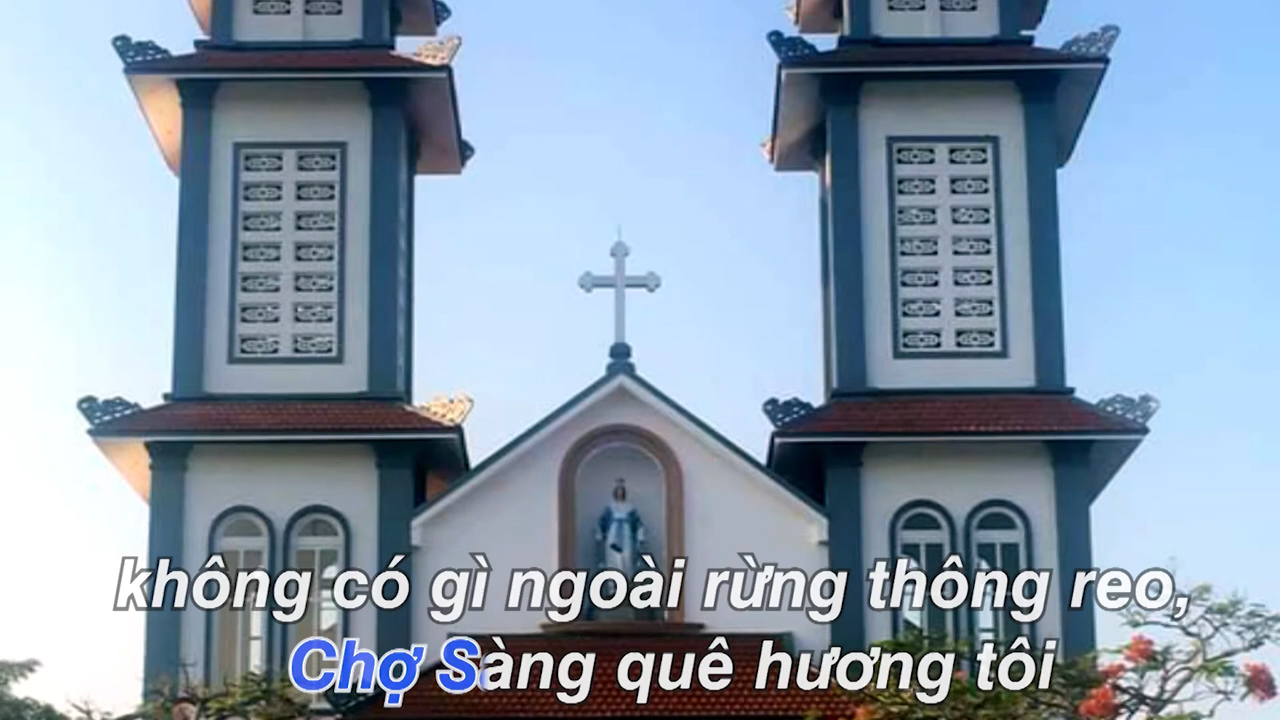 không có gì ngoài rừng thông reo,
Chợ Sàng quê hương tôi